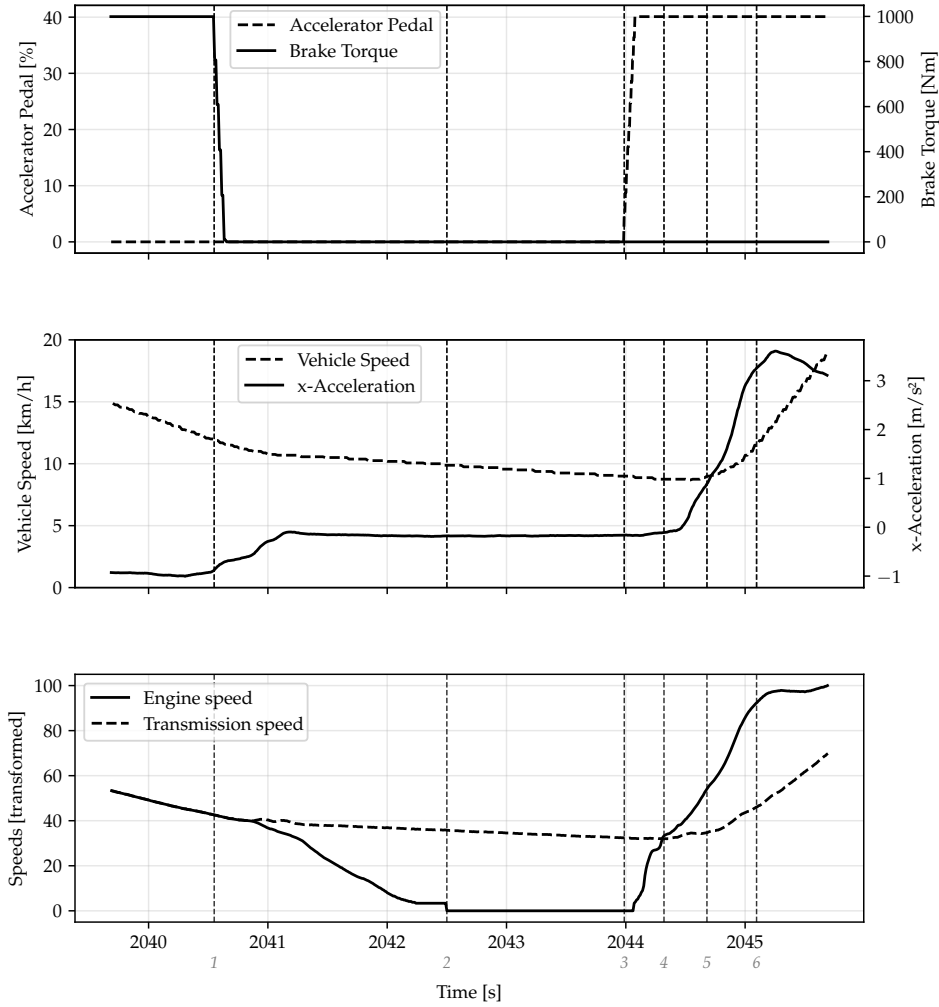 Accelerator Pedal [%]
40
30
20
10
0
Accelerator Pedal
Brake Torque
1000
800
600
400
200
0
Brake Torque [Nm]
Vehicle Speed [km/h]
20
15
10
5
0
Vehicle Speed
x-Acceleration
3
2
1
0
−1
x-Acceleration [m/s²]
Speeds [transformed]
100
80
60
40
20
0
Engine speed
Transmission speed
2040 2041 2042 2043 2044 2045
1 2 3 4 5 6
Time [s]